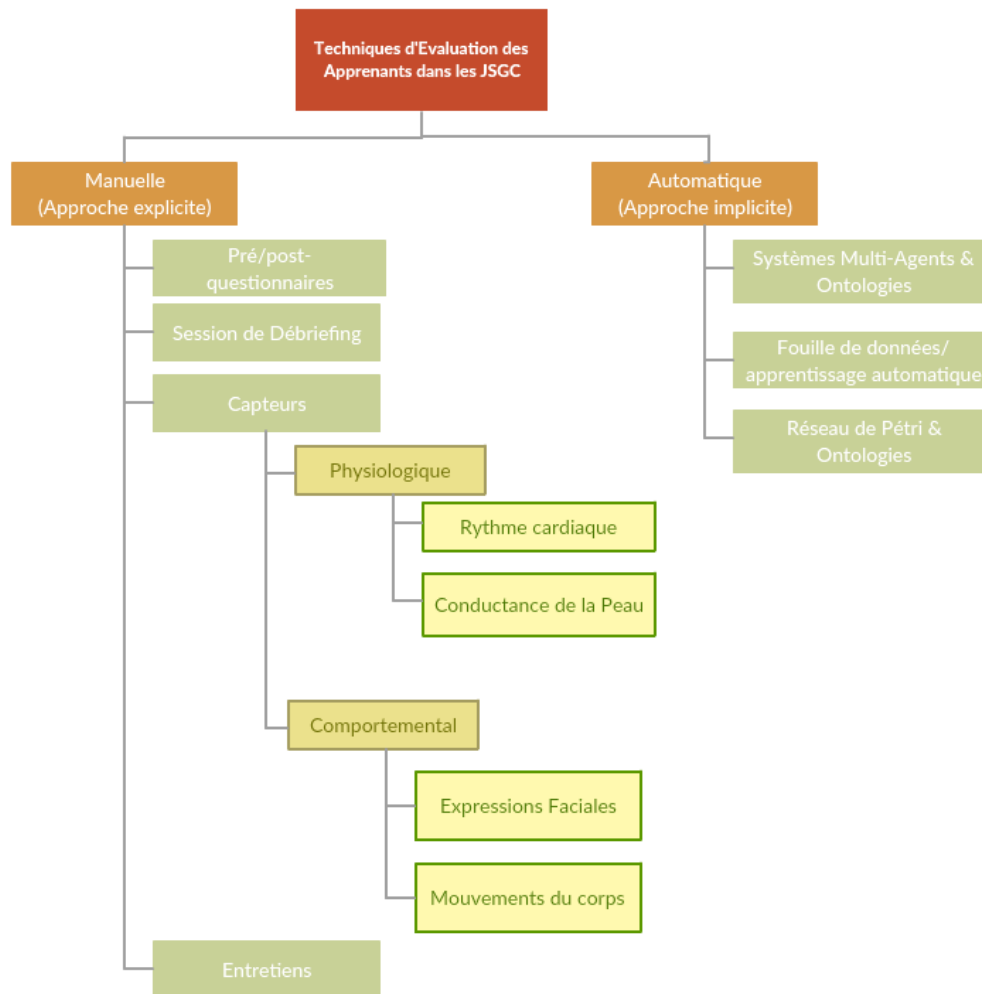 Techniques d'Evaluation des
Apprenants dans les JSGC
Manuelle
(Approche explicite)
Pré/post-
questionnaires
Session de Débriefing
Capteurs
Physiologique
Rythme cardiaque
Conductance de la Peau
Comportemental
Expressions Faciales
Mouvements du corps
Entretiens
Automatique
(Approche implicite)
Systèmes Multi-Agents &
Ontologies
Fouille de données/
apprentissage automatique
Réseau de Pétri &
Ontologies